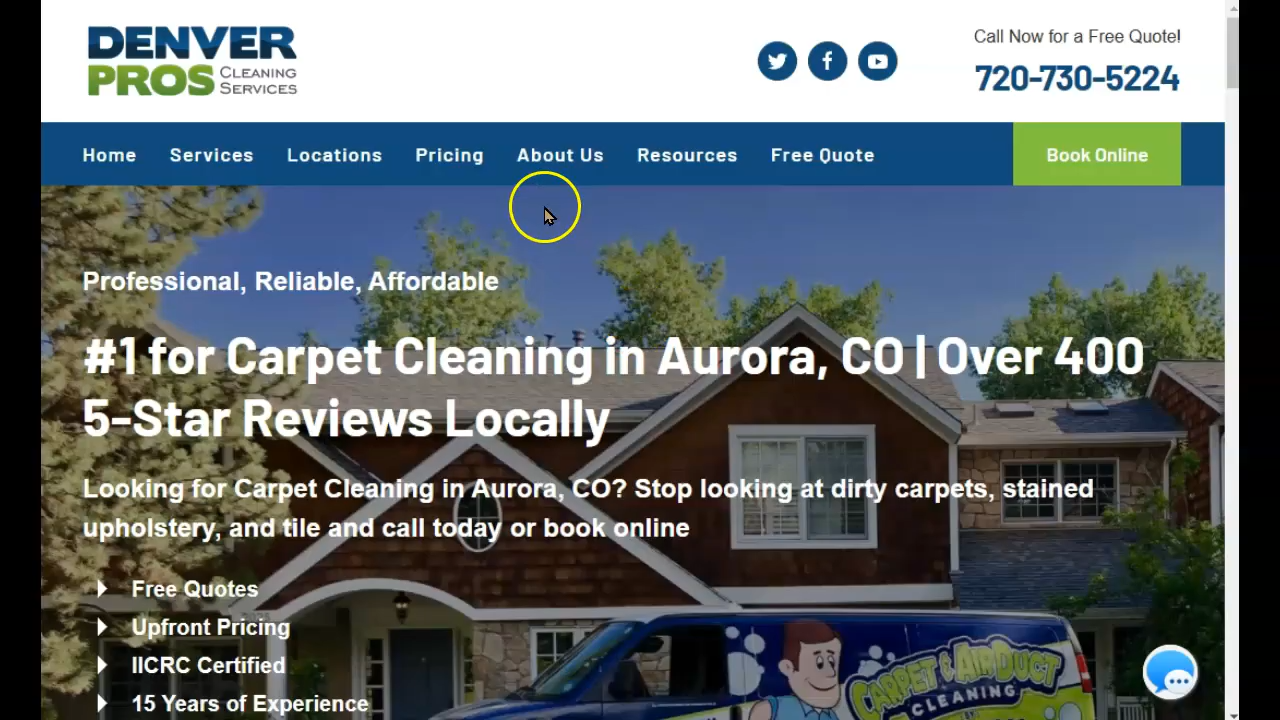 DENVER
PROS CLEANING SERVICES
Call Now for a Free Quote!
720-730-5224
Home Services Locations Pricing About Us Resources Free Quote Book Online
Professional, Reliable, Affordable
#1 for Carpet Cleaning in Aurora, CO | Over 400
5-Star Reviews Locally
Looking for Carpet Cleaning in Aurora, CO? Stop looking at dirty carpets, stained
upholstery, and tile and call today or book online
Free Quotes
Upfront Pricing
IICRC Certified
15 Years of Experience
CARPET & AIR DUCT
CLEANING